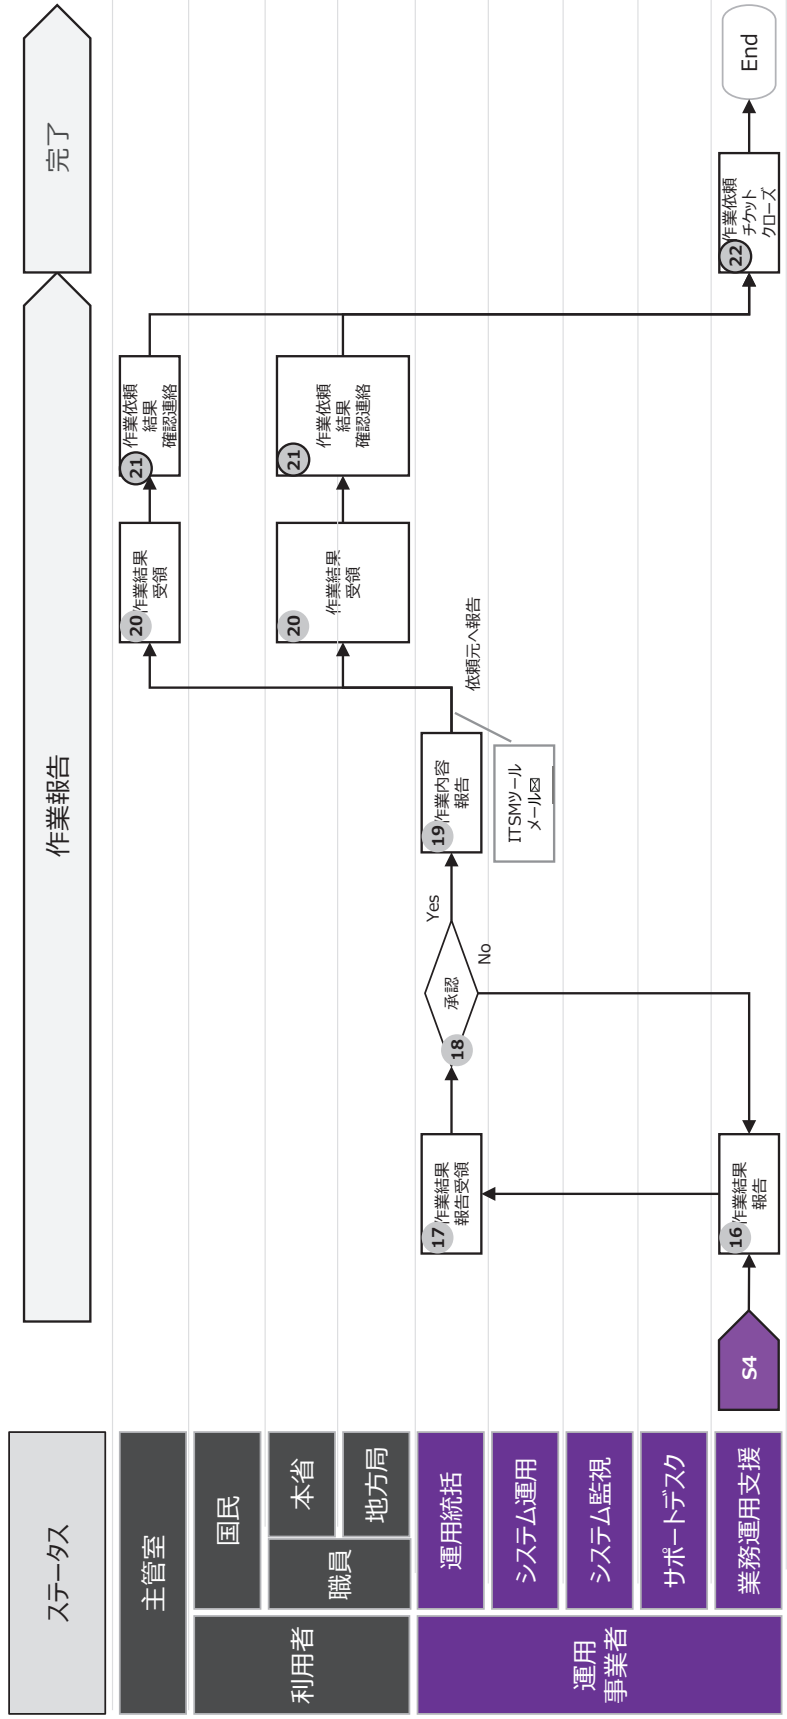 ステータス
作業報告
完了
主管室
利用者
国民
職員
本省
地方局
運用
事業者
運用統括
システム運用
システム監視
サポートデスク
業務運用支援
S4
16
作業結果
報告
17
作業結果
報告受領
18
承認
Yes
No
19
作業内容
報告
ITSMツール
メール
依頼元へ報告
20
作業結果
受領
20
作業結果
受領
21
作業依頼
結果
確認連絡
21
作業依頼
結果
確認連絡
22
作業依頼
チケット
クローズ
End